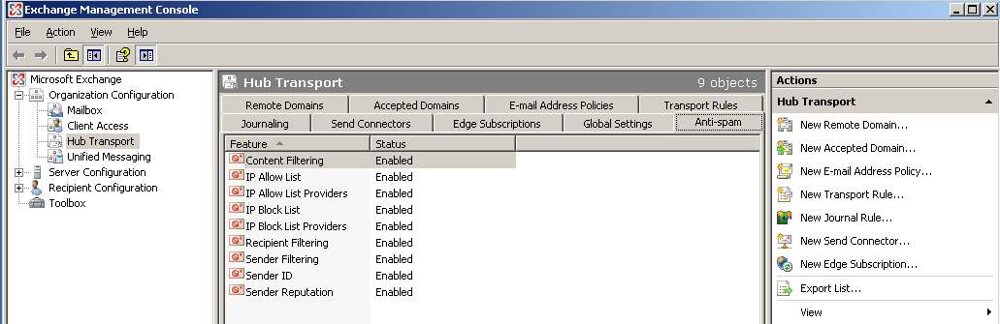 Exchange Management Console
File Action View Help
Microsoft Exchange
Organization Configuration
Mailbox
Client Access
Hub Transport
Unified Messaging
Server Configuration
Recipient Configuration
Toolbox
Hub Transport 9 objects
Remote Domains Accepted Domains E-mail Address Policies Transport Rules
Journaling Send Connectors Edge Subscriptions Global Settings Anti-spam
Feature Status
Content Filtering Enabled
IP Allow List Enabled
IP Allow List Providers Enabled
IP Block List Enabled
IP Block List Providers Enabled
Recipient Filtering Enabled
Sender Filtering Enabled
Sender ID Enabled
Sender Reputation Enabled
Actions
Hub Transport
New Remote Domain...
New Accepted Domain...
New E-mail Address Policy...
New Transport Rule...
New Journal Rule...
New Send Connector...
New Edge Subscription...
Export List...
View